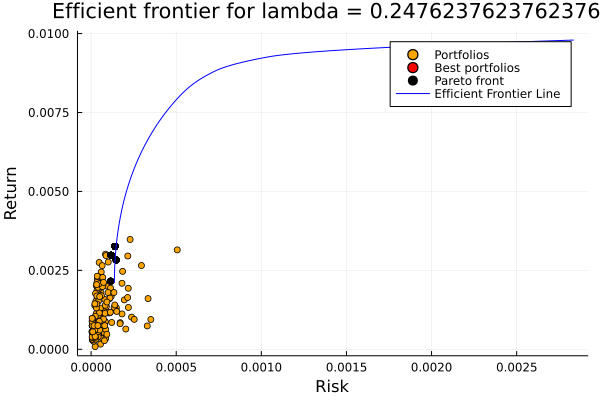 Efficient frontier for lambda = 0.2476237623762376
0.0100
0.0075
0.0050
0.0025
0.0000
Return
Portfolios
Best portfolios
Pareto front
Efficient Frontier Line
0.0000 0.0005 0.0010 0.0015 0.0020 0.0025
Risk